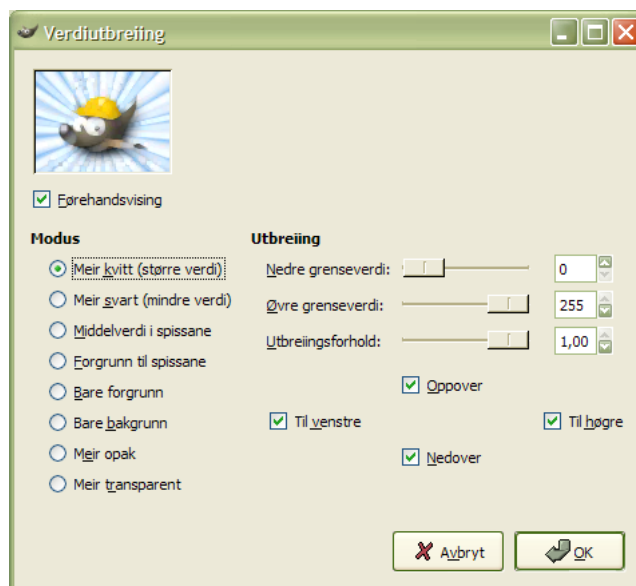 Verdiutbreiing
Førehandsvising
Modus
Meir kvitt (større verdi)
Meir svart (mindre verdi)
Middelverdi i spissane
Forgrunn til spissane
Bare forgrunn
Bare bakgrunn
Meir opak
Meir transparent
Utbreiing
Nedre grenseverdi: 0
Øvre grenseverdi: 255
Utbreiingsforhold: 1,00
Oppover
Til venstre Til høgre
Nedover
Avbryt OK